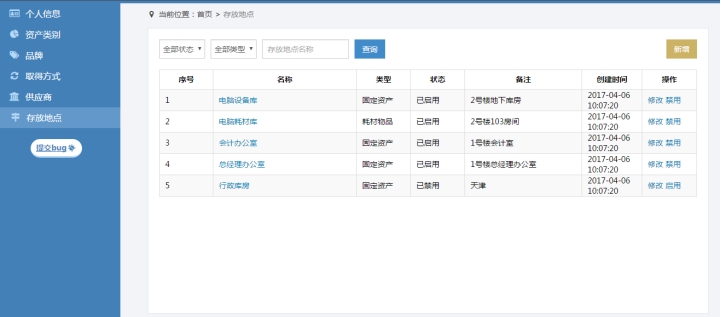 个人信息
资产类别
品牌
取得方式
供应商
存放地点
提交bug
当前位置：首页 > 存放地点
全部状态 全部类型 存放地点名称 查询 新增
序号 名称 类型 状态 备注 创建时间 操作
1 电脑设备库 固定资产 已启用 2号楼地下库房 2017-04-06 10:07:20 修改 禁用
2 电脑耗材库 耗材物品 已启用 2号楼103房间 2017-04-06 10:07:20 修改 禁用
3 会计办公室 固定资产 已启用 1号楼会计室 2017-04-06 10:07:20 修改 禁用
4 总经理办公室 固定资产 已启用 1号楼总经理办公室 2017-04-06 10:07:20 修改 禁用
5 行政库房 固定资产 已禁用 天津 2017-04-06 10:07:20 修改 启用